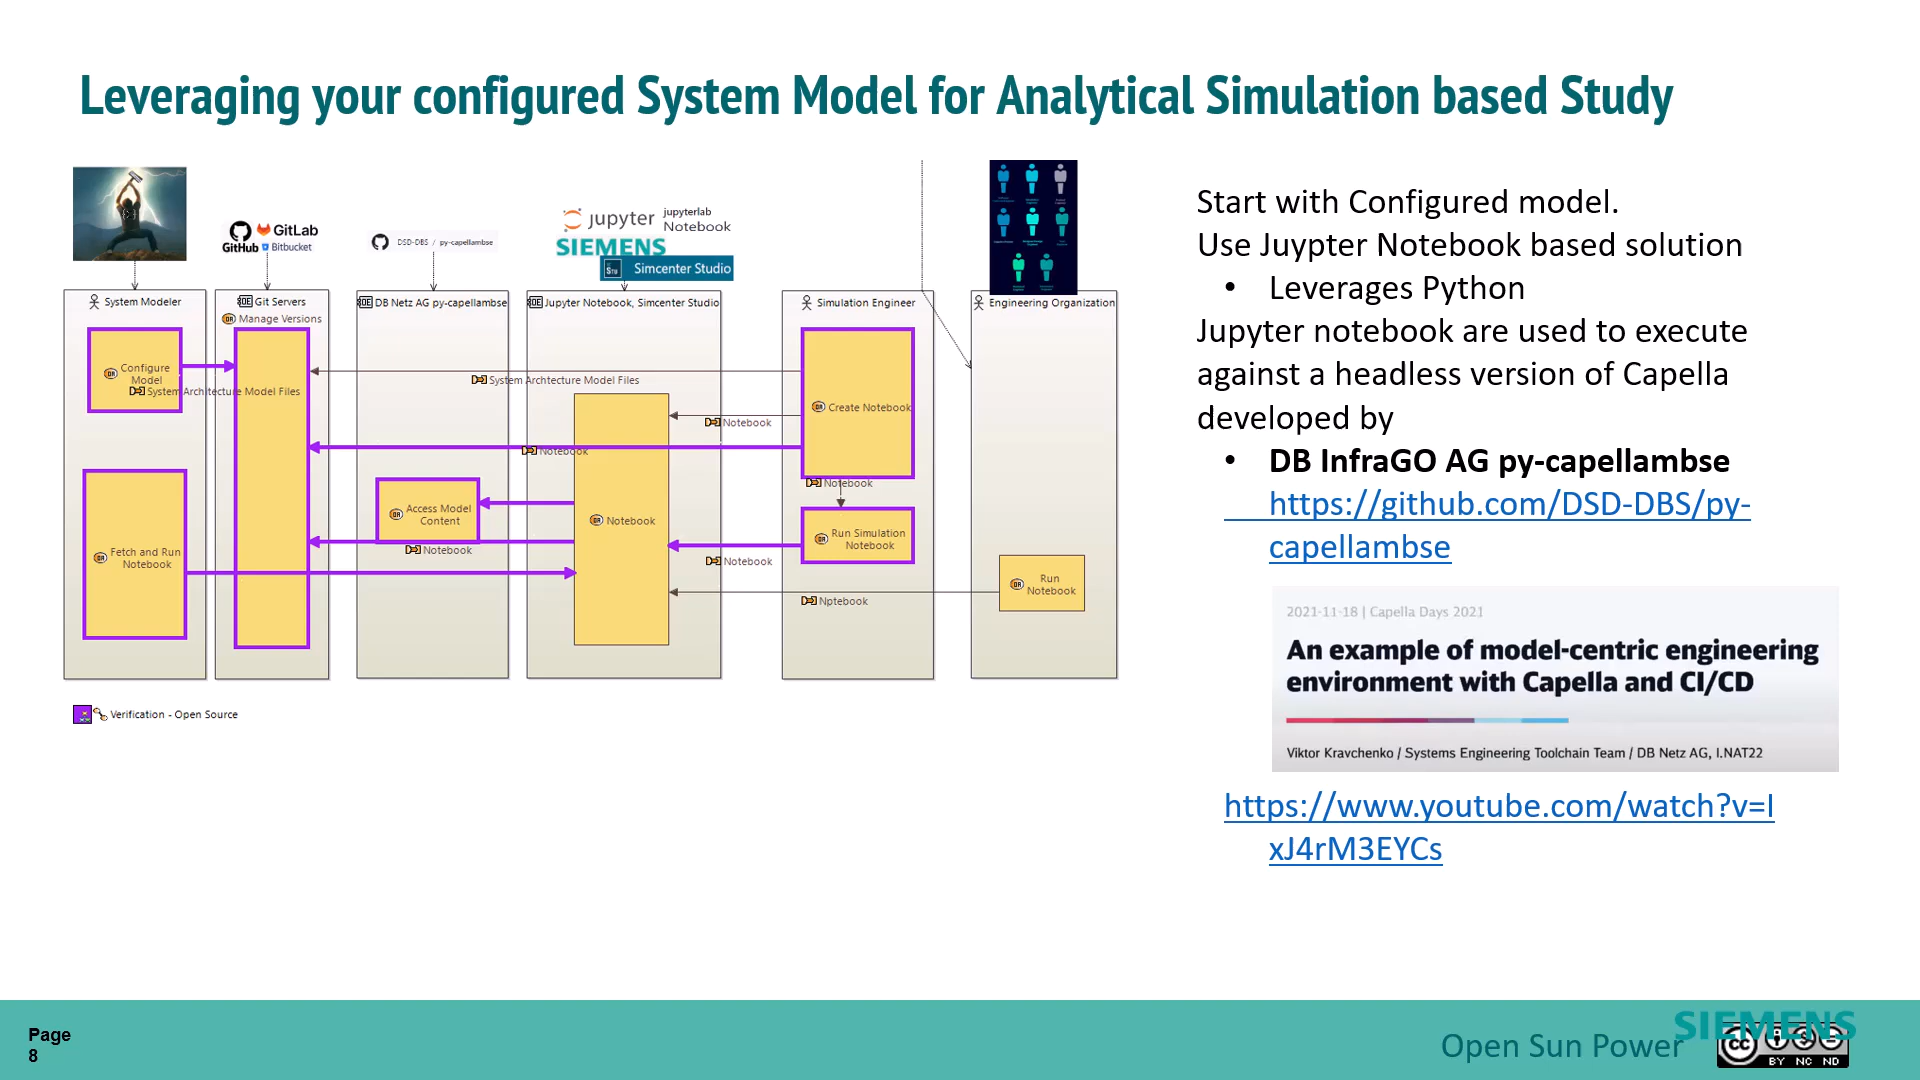 Leveraging your configured System Model for Analytical Simulation based Study
GitHub
GitLab
Bitbucket
DSD-DBS / py-capellambse
jupyter
jupyterlab
Notebook
SIEMENS
STU
Simcenter Studio
System Modeler
Git Servers
Manage Versions
DB Netz AG py-capellambse
Jupyter Notebook, Simcenter Studio
Simulation Engineer
Engineering Organization
Configure
Model
System Architecture Model Files
System Archtecture Model Files
Create Notebook
Notebook
Notebook
Notebook
Access Model
Content
Notebook
Run Simulation
Notebook
Notebook
Notebook
Fetch and Run
Notebook
Run
Notebook
Nptebook
Verification - Open Source
Start with Configured model.
Use Juypter Notebook based solution
• Leverages Python
Jupyter notebook are used to execute
against a headless version of Capella
developed by
• DB InfraGO AG py-capellambse
https://github.com/DSD-DBS/py-
capellambse
2021-11-18 | Capella Days 2021
An example of model-centric engineering
environment with Capella and CI/CD
Viktor Kravchenko / Systems Engineering Toolchain Team / DB Netz AG, I.NAT22
https://www.youtube.com/watch?v=I
xJ4rM3EYCs
Page
8
Open Sun Power
SIEMENS
cc
BY NC ND